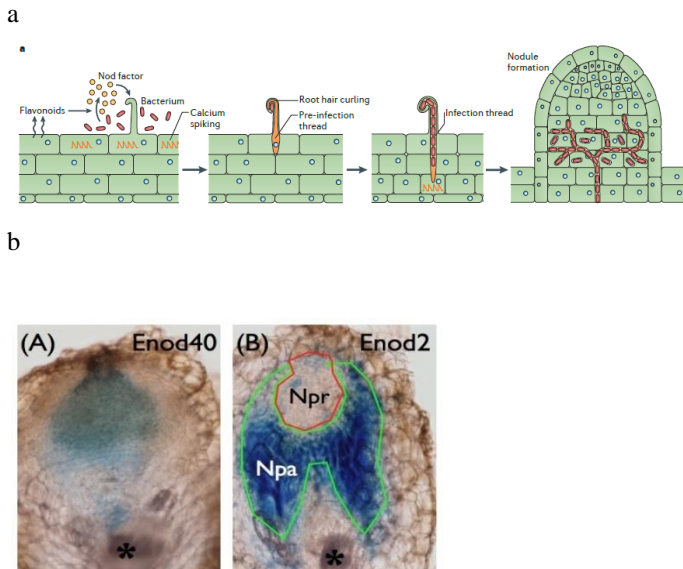 a
a
Nod factor
Flavonoids
Bacterium
Calcium
spiking
Root hair curling
Pre-infection
thread
Infection thread
Nodule
formation
b
(A) Enod40
*
(B) Enod2
Npr
Npa
*